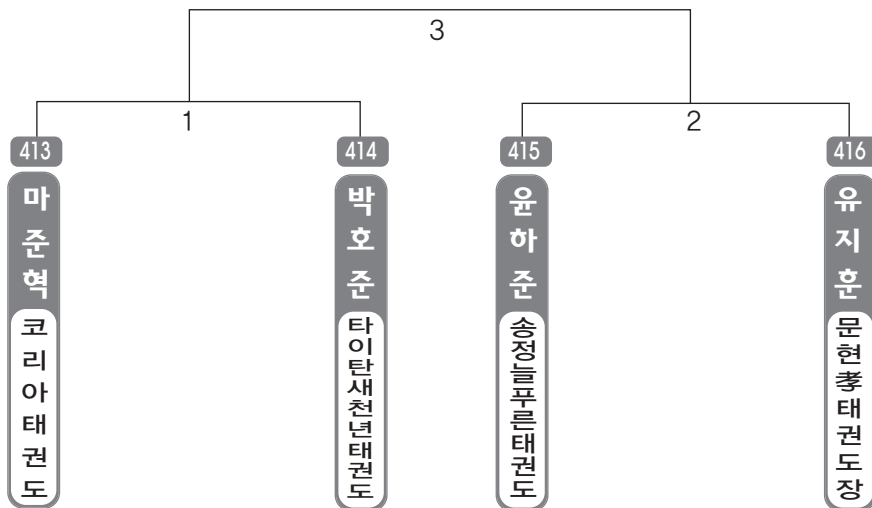 3
1
2
413
마준혁
코리아태권도
414
박호준
타이탄새천년태권도
415
윤하준
송정늘푸른태권도
416
유지훈
문현孝태권도장